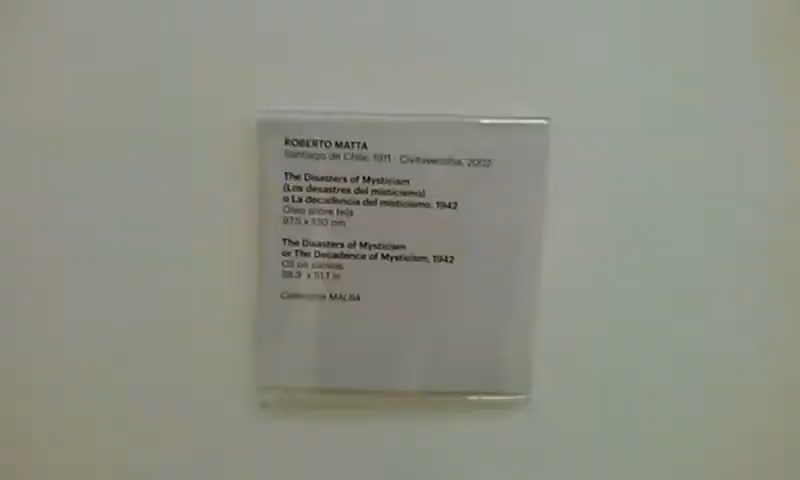 ROBERTO MATTA
Santiago de Chile, 1911 - Civitavecchia, 2002
The Disasters of Mysticism
(Los desastres del misticismo)
o La decadencia del misticismo, 1942
Óleo sobre tela
97.5 x 130 cm
The Disasters of Mysticism
or The Decadence of Mysticism, 1942
Oil on canvas
x 51.1 in
Colección MALBA